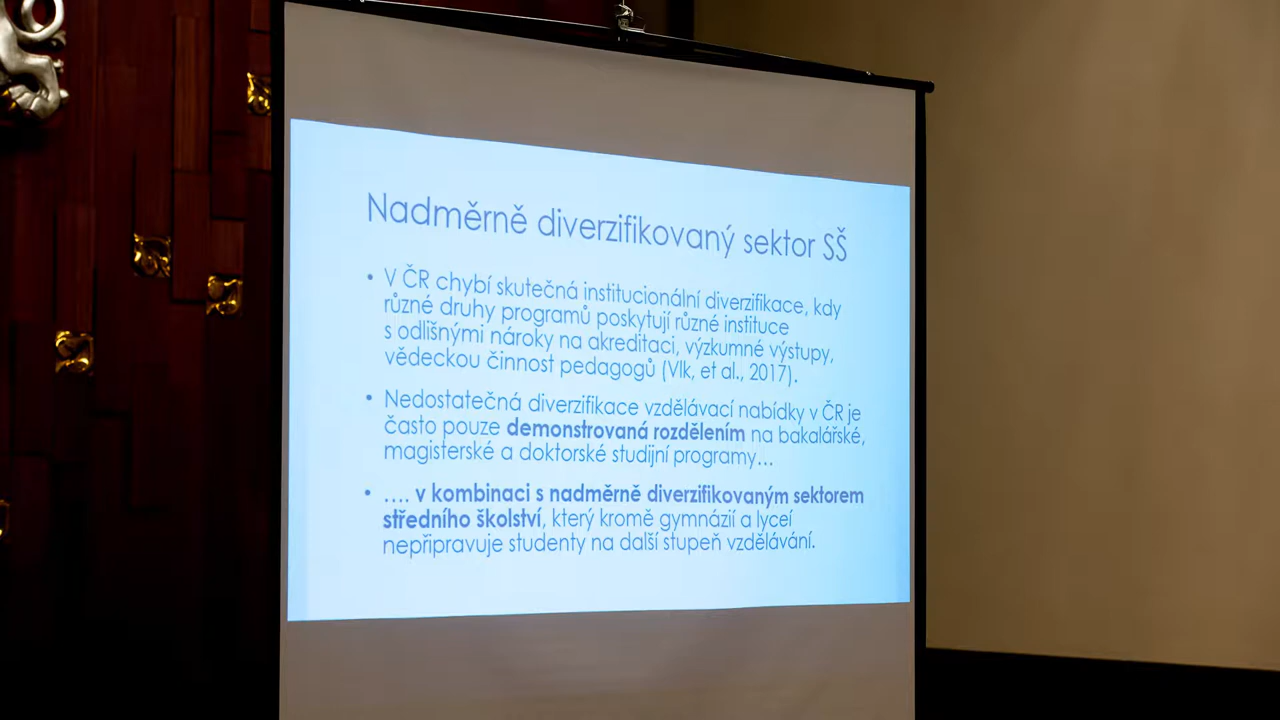 Nadměrně diverzifikovaný sektor SŠ
• V ČR chybí skutečná institucionální diverzifikace, kdy
různé druhy programů poskytují různé instituce
s odlišnými nároky na akreditaci, výzkumné výstupy,
vědeckou činnost pedagogů (Vlk, et al., 2017).
• Nedostatečná diverzifikace vzdělávací nabídky v ČR je
často pouze demonstrovaná rozdělením na bakalářské,
magisterské a doktorské studijní programy…
• …. v kombinaci s nadměrně diverzifikovaným sektorem
středního školství, který kromě gymnázií a lyceí
nepřipravuje studenty na další stupeň vzdělávání.